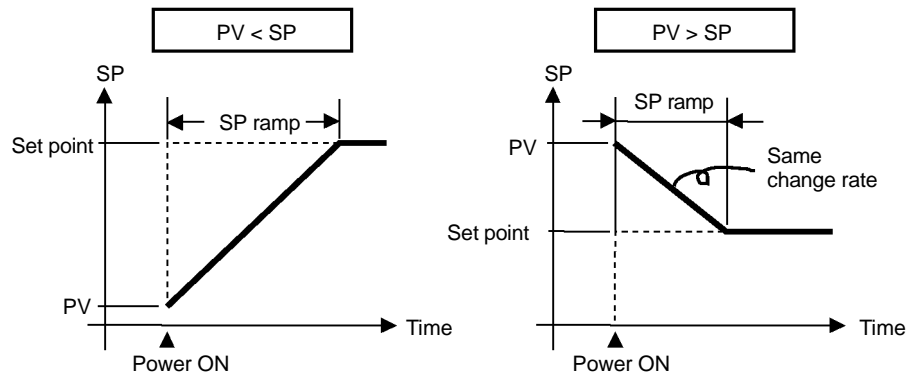 PV < SP
SP
SP ramp
Set point
PV
Time
Power ON
PV > SP
SP
SP ramp
PV
Same
change rate
Set point
Time
Power ON